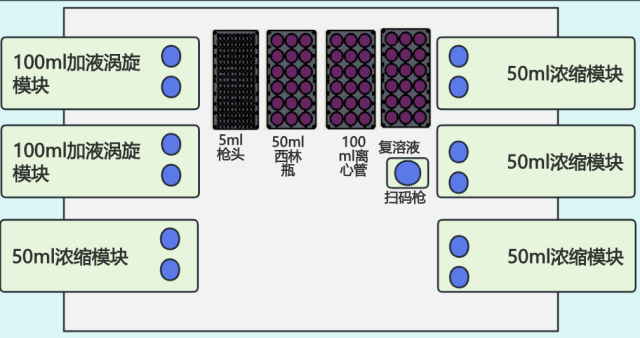 100ml加液涡旋
模块
100ml加液涡旋
模块
50ml浓缩模块
5ml
枪头
50ml
西林
瓶
100
ml离
心管
复溶液
扫码枪
50ml浓缩模块
50ml浓缩模块
50ml浓缩模块